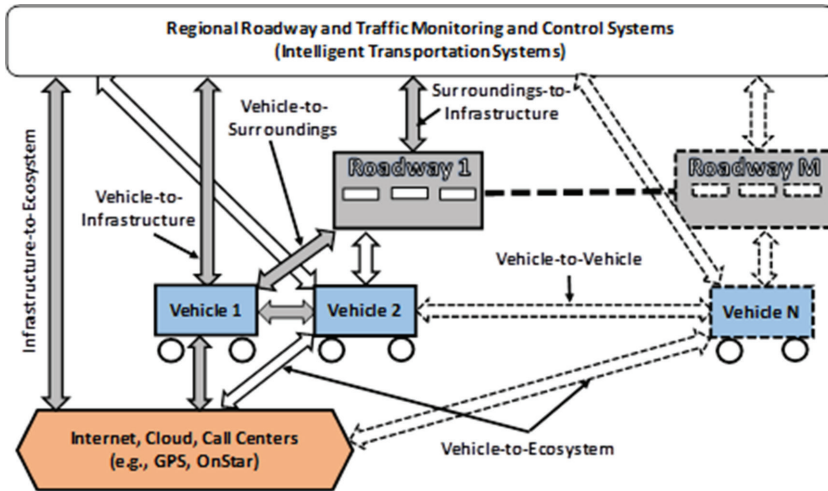 Regional Roadway and Traffic Monitoring and Control Systems
(Intelligent Transportation Systems)
Infrastructure-to-Ecosystem
Vehicle-to-
Surroundings
Surroundings-to-
Infrastructure
Vehicle-to-
Infrastructure
Roadway 1
Roadway M
Vehicle-to-Vehicle
Vehicle 1
Vehicle 2
Vehicle N
Internet, Cloud, Call Centers
(e.g., GPS, OnStar)
Vehicle-to-Ecosystem